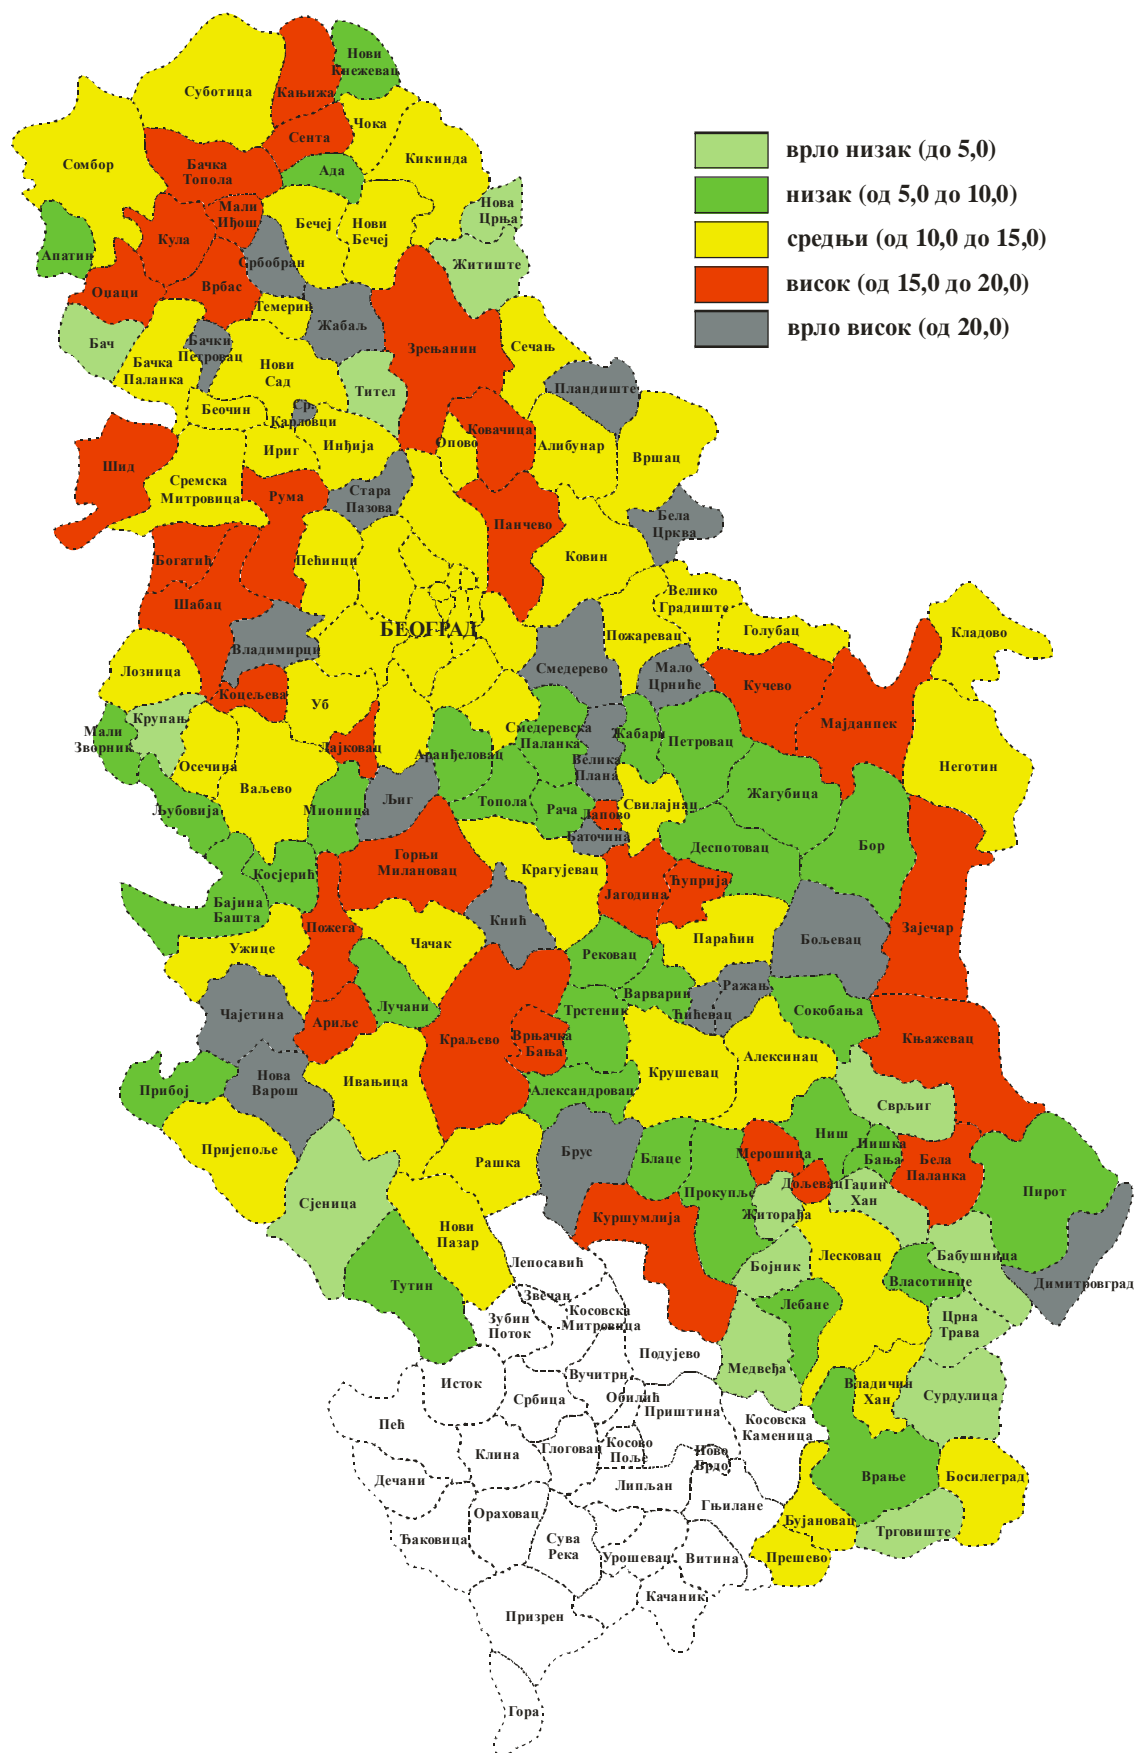 врло низак (до 5,0)
низак (од 5,0 до 10,0)
средњи (од 10,0 до 15,0)
висок (од 15,0 до 20,0)
врло висок (од 20,0)
Суботица
Кањижа
Нови
Кнежевац
Чока
Сента
Сомбор
Бачка
Топола
Ада
Кикинда
Нова
Црња
Мали
Иђош
Бечеј
Нови
Бечеј
Апатин
Кула
Србобран
Житиште
Оџаци
Врбас
Темерин
Жабаљ
Бач
Бачки
Петровац
Бачка
Паланка
Нови
Сад
Зрењанин
Сечањ
Тител
Пландиште
Беочин
Ср.
Карловци
Ковачица
Опово
Алибунар
Вршац
Шид
Ириг
Инђија
Сремска
Митровица
Рума
Стара
Пазова
Панчево
Бела
Црква
Богатић
Пећинци
Ковин
Шабац
Велико
Градиште
БЕОГРАД
Пожаревац
Голубац
Кладово
Владимирци
Смедерево
Мало
Црниће
Лозница
Коцељева
Кучево
Уб
Мајданпек
Крупањ
Мали
Зворник
Лајковац
Аранђеловац
Смедеревска
Паланка
Жабари
Петровац
Осечина
Велика
Плана
Неготин
Ваљево
Љубовија
Мионица
Љиг
Топола
Рача
Свилајнац
Лапово
Жагубица
Баточина
Деспотовац
Бор
Горњи
Милановац
Косјерић
Крагујевац
Јагодина
Ћуприја
Бајина
Башта
Пожега
Кнић
Ужице
Чачак
Параћин
Бољевац
Зајечар
Рековац
Ражањ
Варварин
Чајетина
Лучани
Трстеник
Ћићевац
Сокобања
Ариље
Краљево
Врњачка
Бања
Књажевац
Алексинац
Прибој
Нова
Варош
Ивањица
Крушевац
Александровац
Сврљиг
Пријепоље
Рашка
Брус
Блаце
Мерошина
Ниш
Нишка
Бања
Бела
Паланка
Сјеница
Прокупље
Дољевац
Гаџин
Хан
Пирот
Нови
Пазар
Куршумлија
Житорађа
Тутин
Лепосавић
Бојник
Лесковац
Бабушница
Власотинце
Димитровград
Звечан
Зубин
Поток
Косовска
Митровица
Лебане
Црна
Трава
Подујево
Медвеђа
Исток
Вучитрн
Србица
Обилић
Приштина
Владичин
Хан
Сурдулица
Пећ
Косовска
Каменица
Клина
Глоговац
Косово
Поље
Ново
Брдо
Дечани
Липљан
Врање
Босилеград
Гњилане
Ораховац
Бујановац
Трговиште
Ђаковица
Сува
Река
Урошевац
Витина
Прешево
Качаник
Призрен
Гора